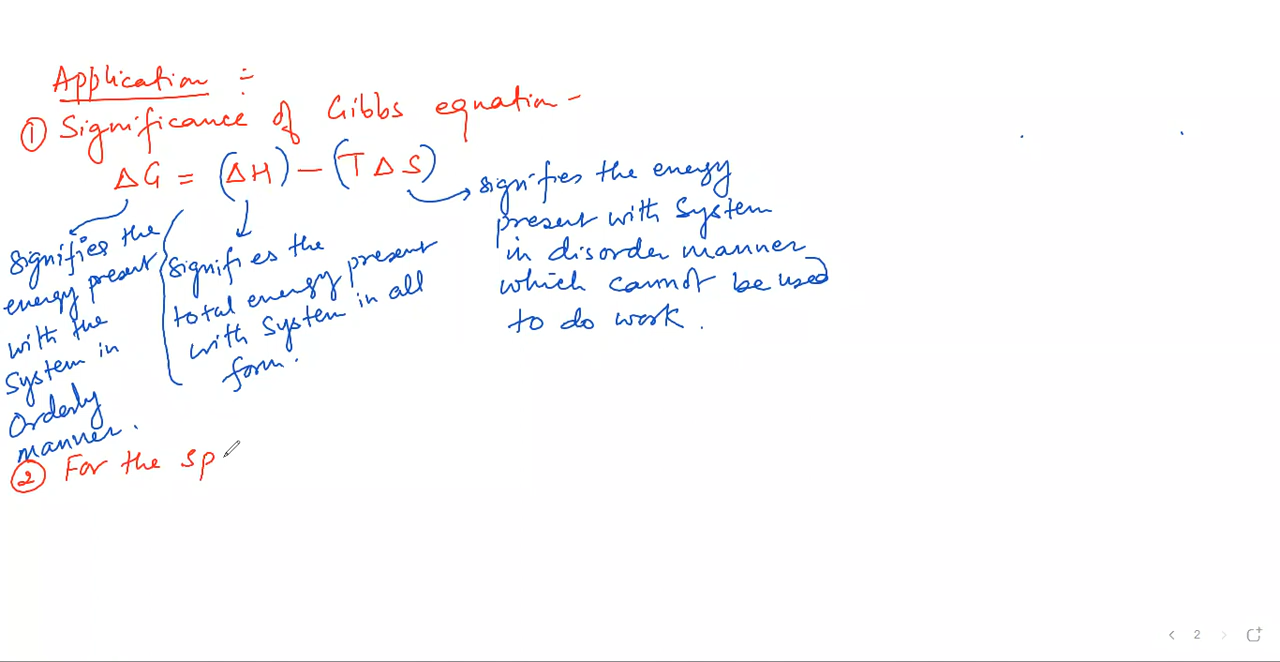 Application :-
① Significance of Gibbs equation -
ΔG = (ΔH) - (TΔS)
signifies the
energy present
with the
system in
orderly
manner.
signifies the
total energy present
with system in all
form.
signifies the energy
present with system
in disorder manner
which cannot be used
to do work.
② For the sp
2